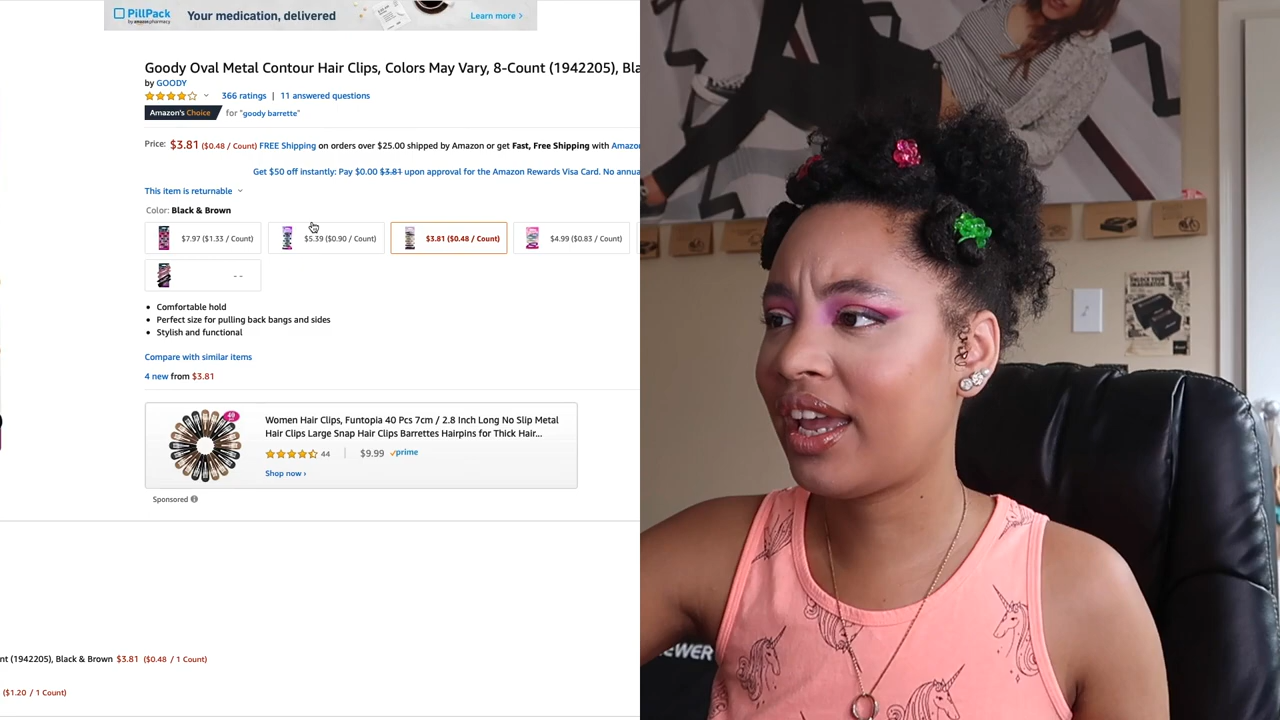 PillPack
by amazon pharmacy
Your medication, delivered
Learn more >
Goody Oval Metal Contour Hair Clips, Colors May Vary, 8-Count (1942205), Bla
by GOODY
366 ratings | 11 answered questions
Amazon's Choice for "goody barrette"
Price: $3.81 ($0.48 / Count) FREE Shipping on orders over $25.00 shipped by Amazon or get Fast, Free Shipping with Amazon
Get $50 off instantly: Pay $0.00 $3.81 upon approval for the Amazon Rewards Visa Card. No annua
This item is returnable
Color: Black & Brown
$7.97 ($1.33 / Count)
$5.39 ($0.90 / Count)
$3.81 ($0.48 / Count)
$4.99 ($0.83 / Count)
--
• Comfortable hold
• Perfect size for pulling back bangs and sides
• Stylish and functional
Compare with similar items
4 new from $3.81
Women Hair Clips, Funtopia 40 Pcs 7cm / 2.8 Inch Long No Slip Metal
Hair Clips Large Snap Hair Clips Barrettes Hairpins for Thick Hair...
44 | $9.99 prime
Shop now ›
Sponsored
nt (1942205), Black & Brown $3.81 ($0.48 / 1 Count)
($1.20 / 1 Count)
UNLOCK YOUR
IMAGINATION
EWER